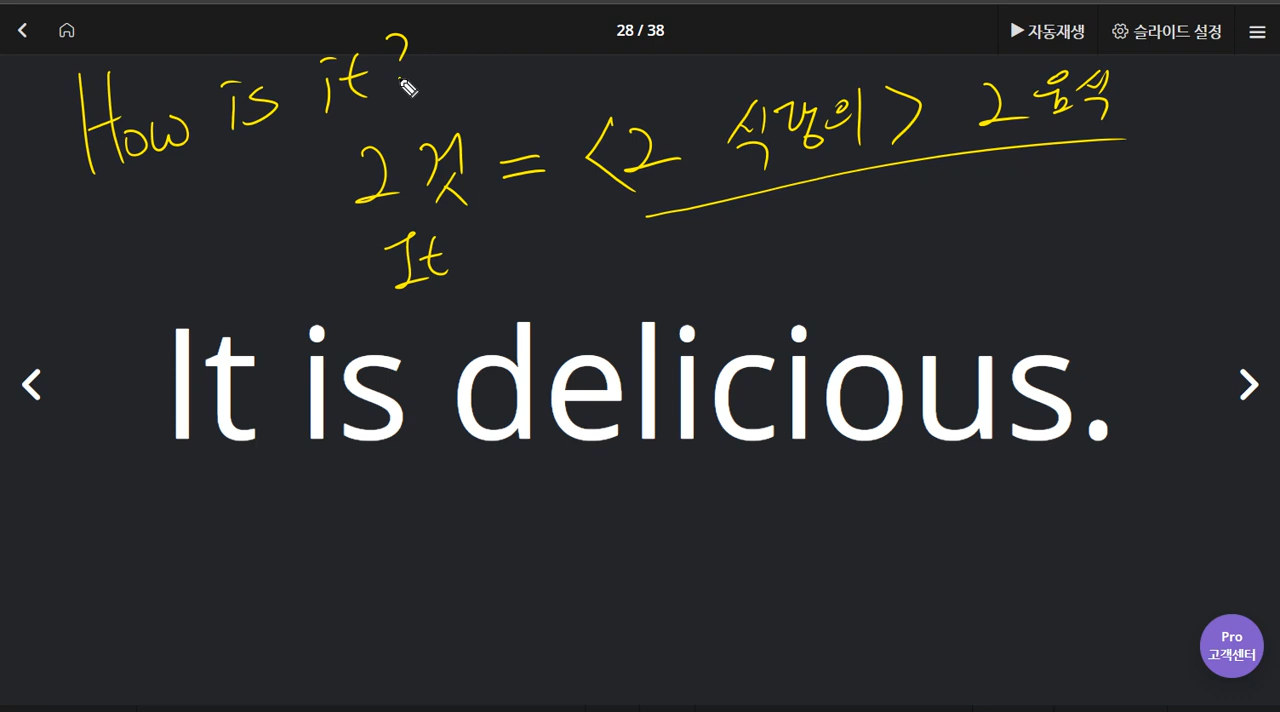 28 / 38
▶자동재생
슬라이드 설정
How is it?
그것 = <그 식당의> 그 음식
It
It is delicious.
Pro
고객센터